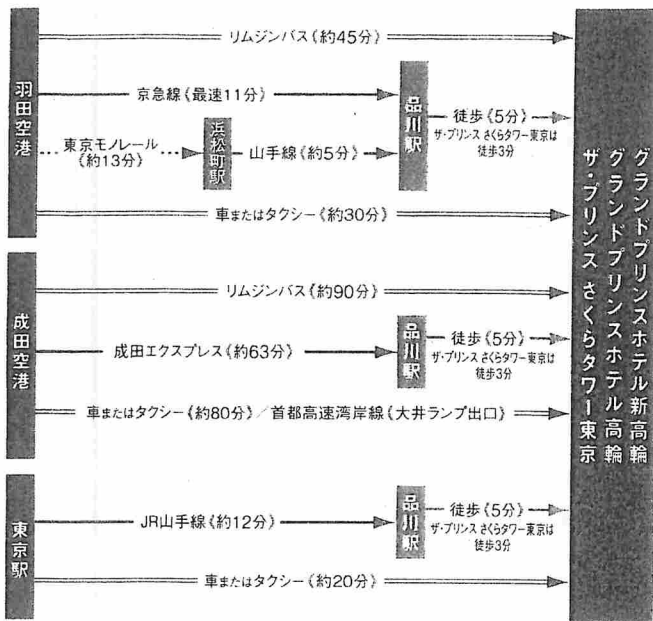 羽田空港
リムジンバス《約45分》
京急線《最速11分》
品川駅
徒歩《5分》
ザ・プリンス さくらタワー東京は
徒歩3分
東京モノレール
《約13分》
浜松町駅
山手線《約5分》
車またはタクシー《約30分》
成田空港
リムジンバス《約90分》
成田エクスプレス《約63分》
品川駅
徒歩《5分》
ザ・プリンス さくらタワー東京は
徒歩3分
車またはタクシー《約80分》／首都高速湾岸線《大井ランプ出口》
東京駅
JR山手線《約12分》
品川駅
徒歩《5分》
ザ・プリンス さくらタワー東京は
徒歩3分
車またはタクシー《約20分》
グランドプリンスホテル新高輪
グランドプリンスホテル高輪
ザ・プリンス さくらタワー東京